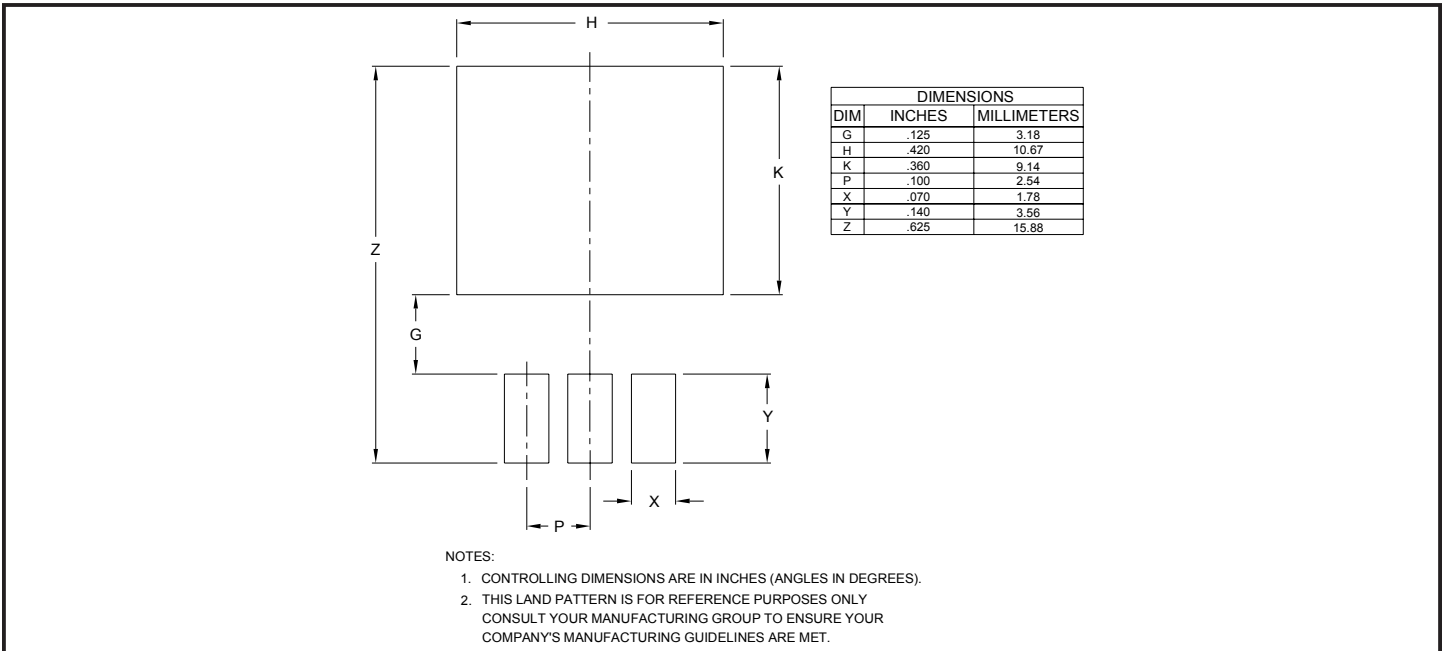 H
DIMENSIONS
DIM INCHES MILLIMETERS
G .125 3.18
H .420 10.67
K .360 9.14
P .100 2.54
X .070 1.78
Y .140 3.56
Z .625 15.88
K
Z
G
Y
X
P
NOTES:
1. CONTROLLING DIMENSIONS ARE IN INCHES (ANGLES IN DEGREES).
2. THIS LAND PATTERN IS FOR REFERENCE PURPOSES ONLY
CONSULT YOUR MANUFACTURING GROUP TO ENSURE YOUR
COMPANY'S MANUFACTURING GUIDELINES ARE MET.